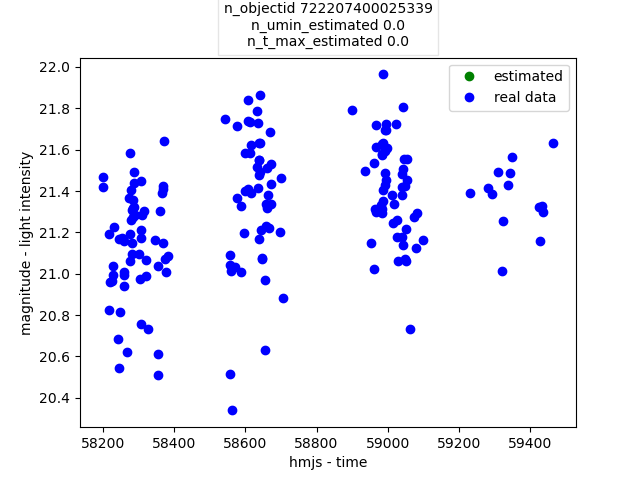 n_objectid 722207400025339
n_umin_estimated 0.0
n_t_max_estimated 0.0
estimated
real data
magnitude - light intensity
22.0
21.8
21.6
21.4
21.2
21.0
20.8
20.6
20.4
58200 58400 58600 58800 59000 59200 59400
hmjs - time